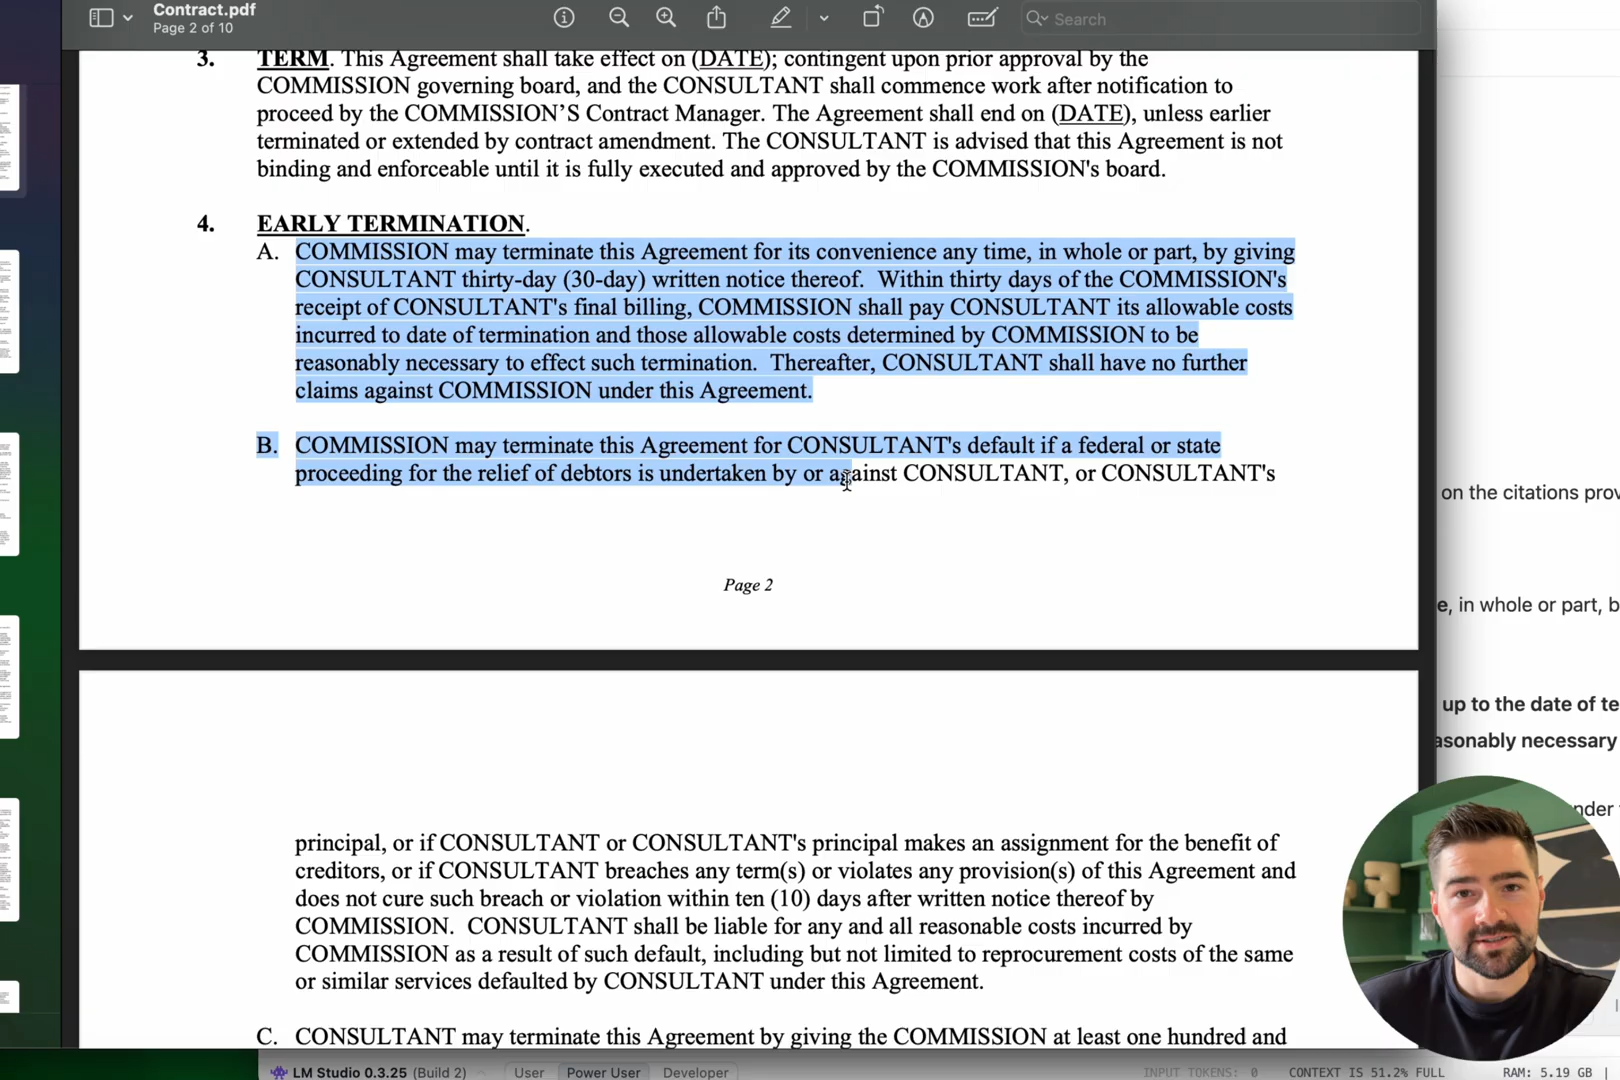 Contract.pdf
Page 2 of 10
Search
3. TERM. This Agreement shall take effect on (DATE); contingent upon prior approval by the
COMMISSION governing board, and the CONSULTANT shall commence work after notification to
proceed by the COMMISSION’S Contract Manager. The Agreement shall end on (DATE), unless earlier
terminated or extended by contract amendment. The CONSULTANT is advised that this Agreement is not
binding and enforceable until it is fully executed and approved by the COMMISSION's board.
4. EARLY TERMINATION.
A. COMMISSION may terminate this Agreement for its convenience any time, in whole or part, by giving
CONSULTANT thirty-day (30-day) written notice thereof. Within thirty days of the COMMISSION's
receipt of CONSULTANT's final billing, COMMISSION shall pay CONSULTANT its allowable costs
incurred to date of termination and those allowable costs determined by COMMISSION to be
reasonably necessary to effect such termination. Thereafter, CONSULTANT shall have no further
claims against COMMISSION under this Agreement.
B. COMMISSION may terminate this Agreement for CONSULTANT's default if a federal or state
proceeding for the relief of debtors is undertaken by or against CONSULTANT, or CONSULTANT's
Page 2
principal, or if CONSULTANT or CONSULTANT's principal makes an assignment for the benefit of
creditors, or if CONSULTANT breaches any term(s) or violates any provision(s) of this Agreement and
does not cure such breach or violation within ten (10) days after written notice thereof by
COMMISSION. CONSULTANT shall be liable for any and all reasonable costs incurred by
COMMISSION as a result of such default, including but not limited to reprocurement costs of the same
or similar services defaulted by CONSULTANT under this Agreement.
C. CONSULTANT may terminate this Agreement by giving the COMMISSION at least one hundred and
on the citations prov
e, in whole or part, b
up to the date of te
asonably necessary
nder
LM Studio 0.3.25 (Build 2) User Power User Developer INPUT TOKENS: 0 CONTEXT IS 51.2% FULL RAM: 5.19 GB |